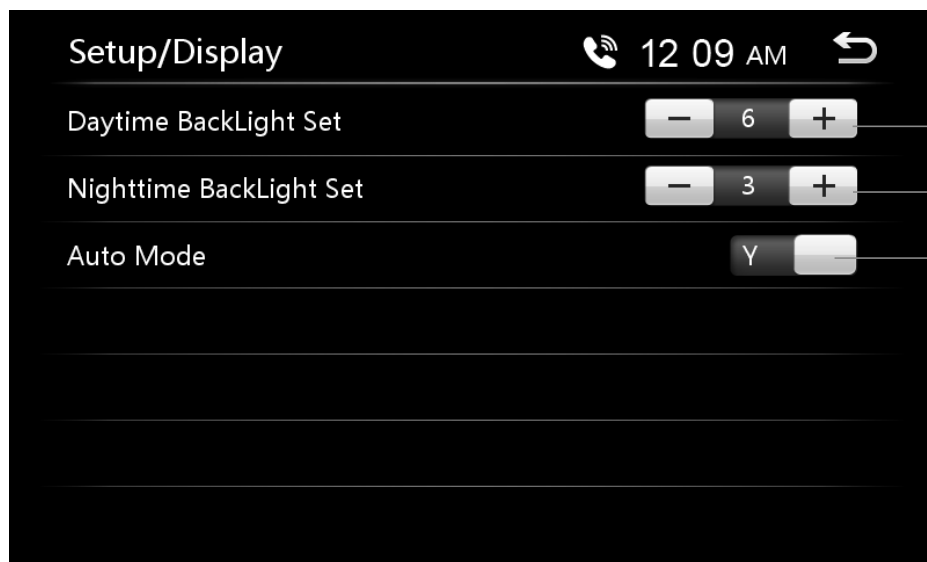 Setup/Display 12 09 AM
Daytime BackLight Set − 6 +
Nighttime BackLight Set − 3 +
Auto Mode Y